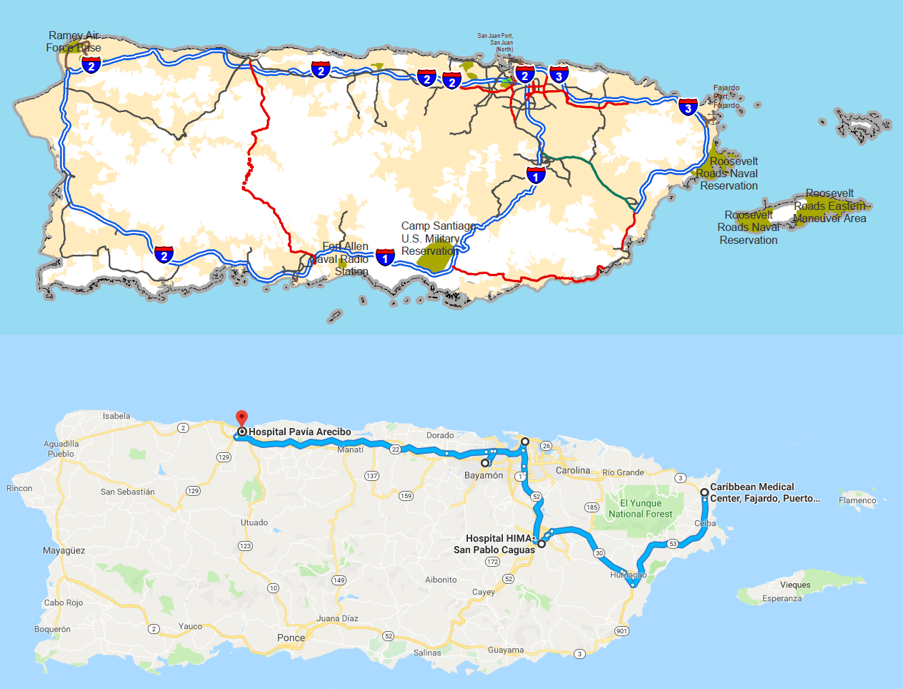 San Juan Port,
San Juan
(North)
Ramey Air
Force Base
2
2
2
2
2
3
3
Fajardo
Port,
Fajardo
Roosevelt
Roads Naval
Reservation
1
Roosevelt
Roads Eastern
Maneuver Area
Roosevelt
Roads Naval
Reservation
Camp Santiago
U.S. Military
Reservation
Fort Allen
Naval Radio
Station
2
1
Isabela
2
Hospital Pavía Arecibo
Aguadilla
Pueblo
Dorado
Manatí
22
26
129
Bayamón
Carolina
Río Grande
3
137
1
Rincon
San Sebastián
129
159
52
185
El Yunque
National Forest
Caribbean Medical
Center, Fajardo, Puerto...
Flamenco
Utuado
Ceiba
Hospital HIMA-
San Pablo Caguas
123
53
Mayagüez
30
172
149
Aibonito
52
Humacao
10
Cayey
Vieques
Esperanza
Cabo Rojo
Juana Díaz
Boquerón
2
Yauco
Ponce
52
901
Salinas
Guayama
3